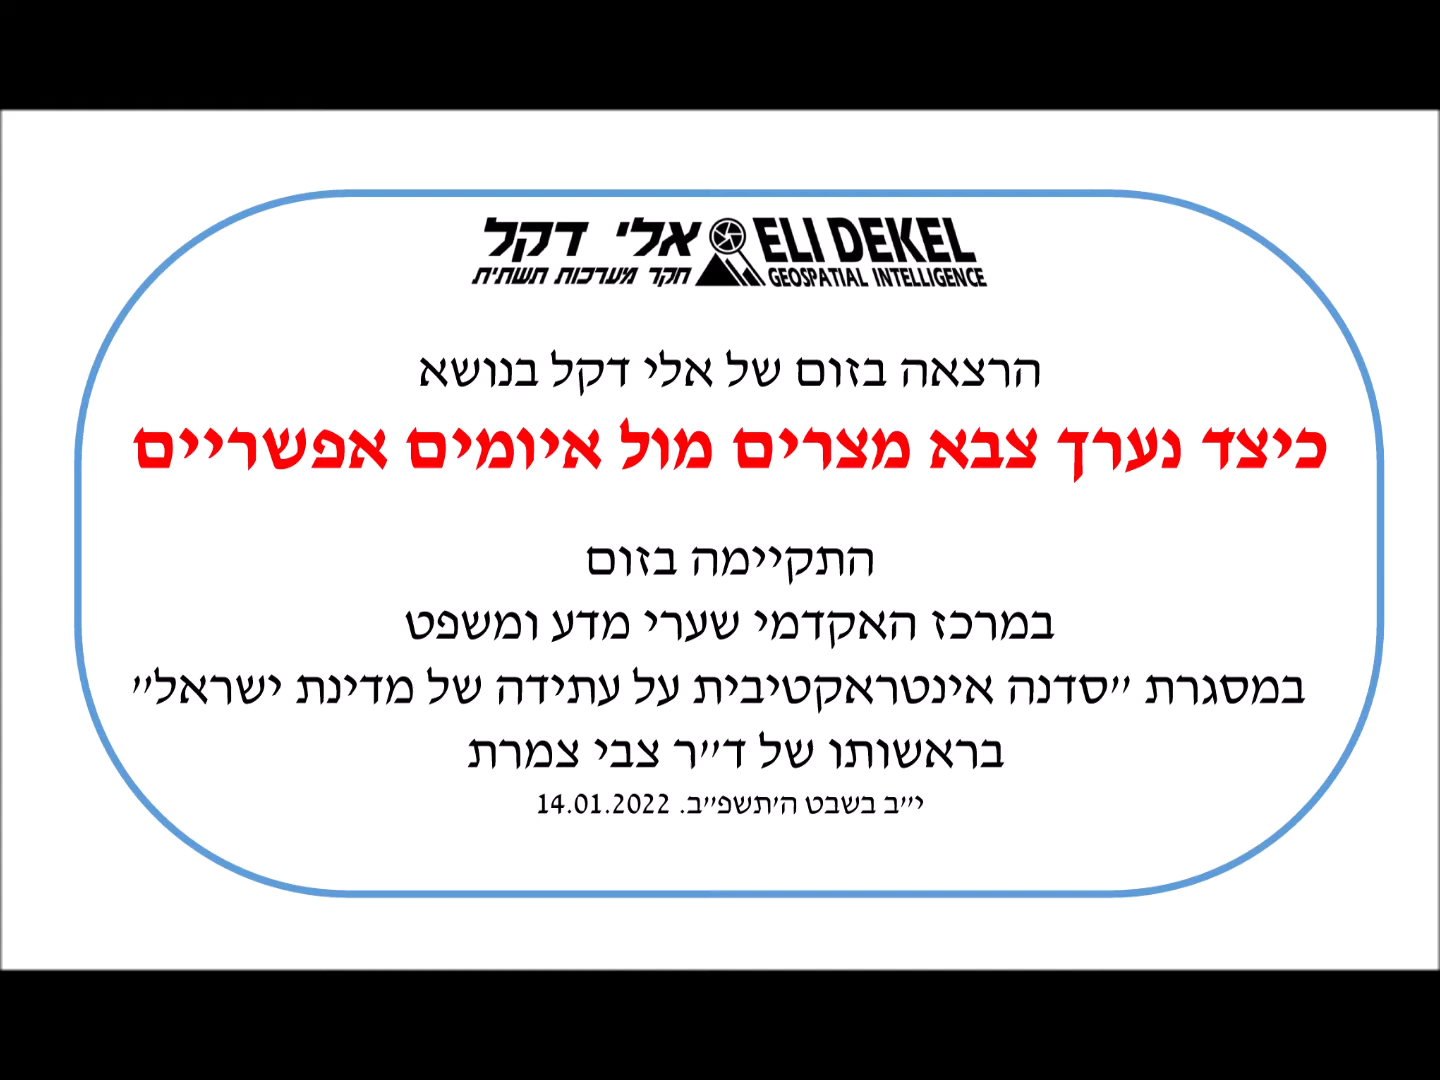 אלי דקל ELI DEKEL
חקר מערכות תשתית GEOSPATIAL INTELLIGENCE
הרצאה בזום של אלי דקל בנושא
כיצד נערך צבא מצרים מול איומים אפשריים
התקיימה בזום
במרכז האקדמי שערי מדע ומשפט
במסגרת ״סדנה אינטראקטיבית על עתידה של מדינת ישראל״
בראשותו של ד״ר צבי צמרת
י״ב בשבט ה׳תשפ״ב. 14.01.2022